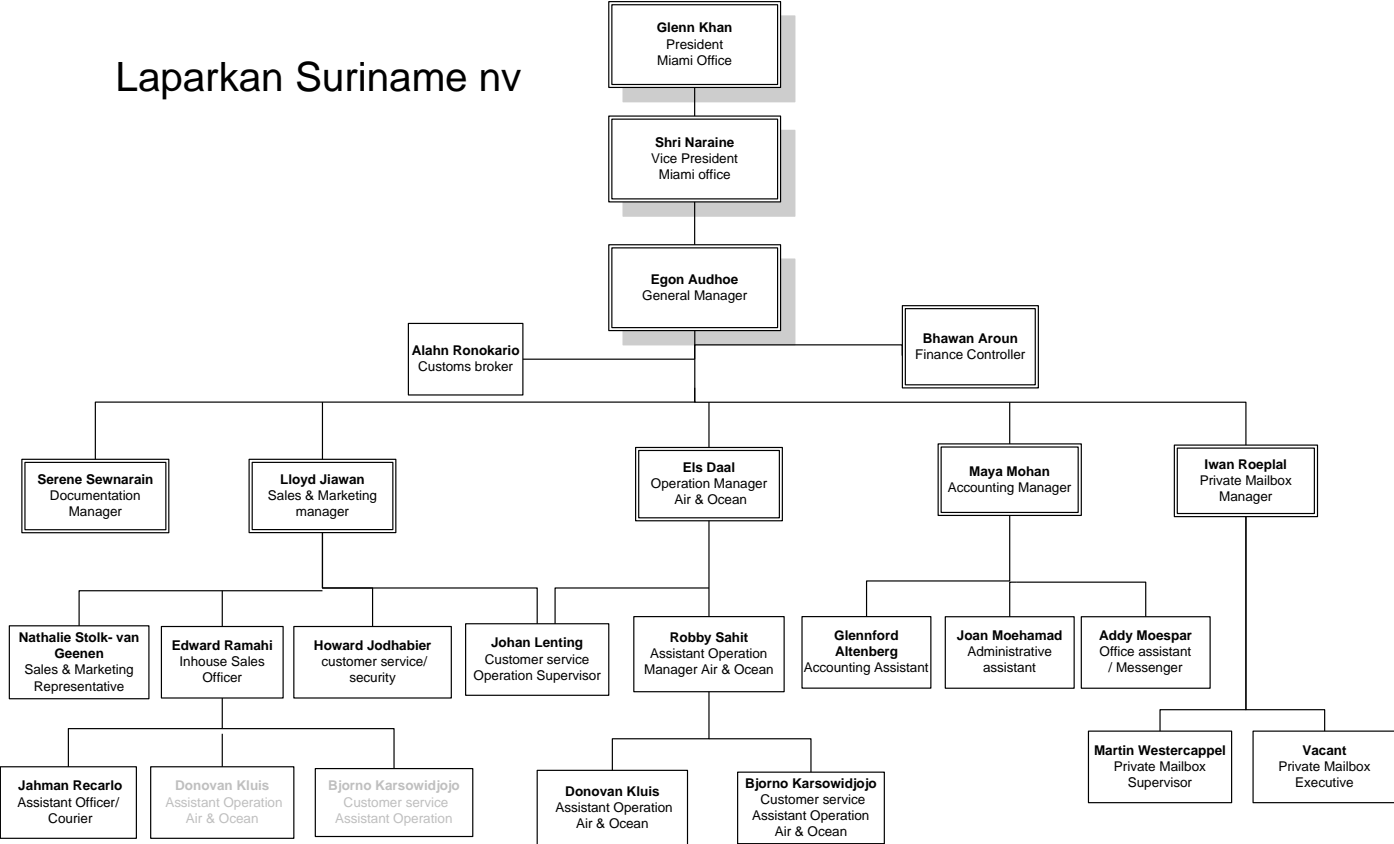 Laparkan Suriname nv
Glenn Khan
President
Miami Office
Shri Naraine
Vice President
Miami office
Egon Audhoe
General Manager
Alahn Ronokario
Customs broker
Bhawan Aroun
Finance Controller
Serene Sewnarain
Documentation
Manager
Lloyd Jiawan
Sales & Marketing
manager
Els Daal
Operation Manager
Air & Ocean
Maya Mohan
Accounting Manager
Iwan Roeplal
Private Mailbox
Manager
Nathalie Stolk- van
Geenen
Sales & Marketing
Representative
Edward Ramahi
Inhouse Sales
Officer
Howard Jodhabier
customer service/
security
Johan Lenting
Customer service
Operation Supervisor
Robby Sahit
Assistant Operation
Manager Air & Ocean
Glennford
Altenberg
Accounting Assistant
Joan Moehamad
Administrative
assistant
Addy Moespar
Office assistant
/ Messenger
Jahman Recarlo
Assistant Officer/
Courier
Donovan Kluis
Assistant Operation
Air & Ocean
Bjorno Karsowidjojo
Customer service
Assistant Operation
Donovan Kluis
Assistant Operation
Air & Ocean
Bjorno Karsowidjojo
Customer service
Assistant Operation
Air & Ocean
Martin Westercappel
Private Mailbox
Supervisor
Vacant
Private Mailbox
Executive